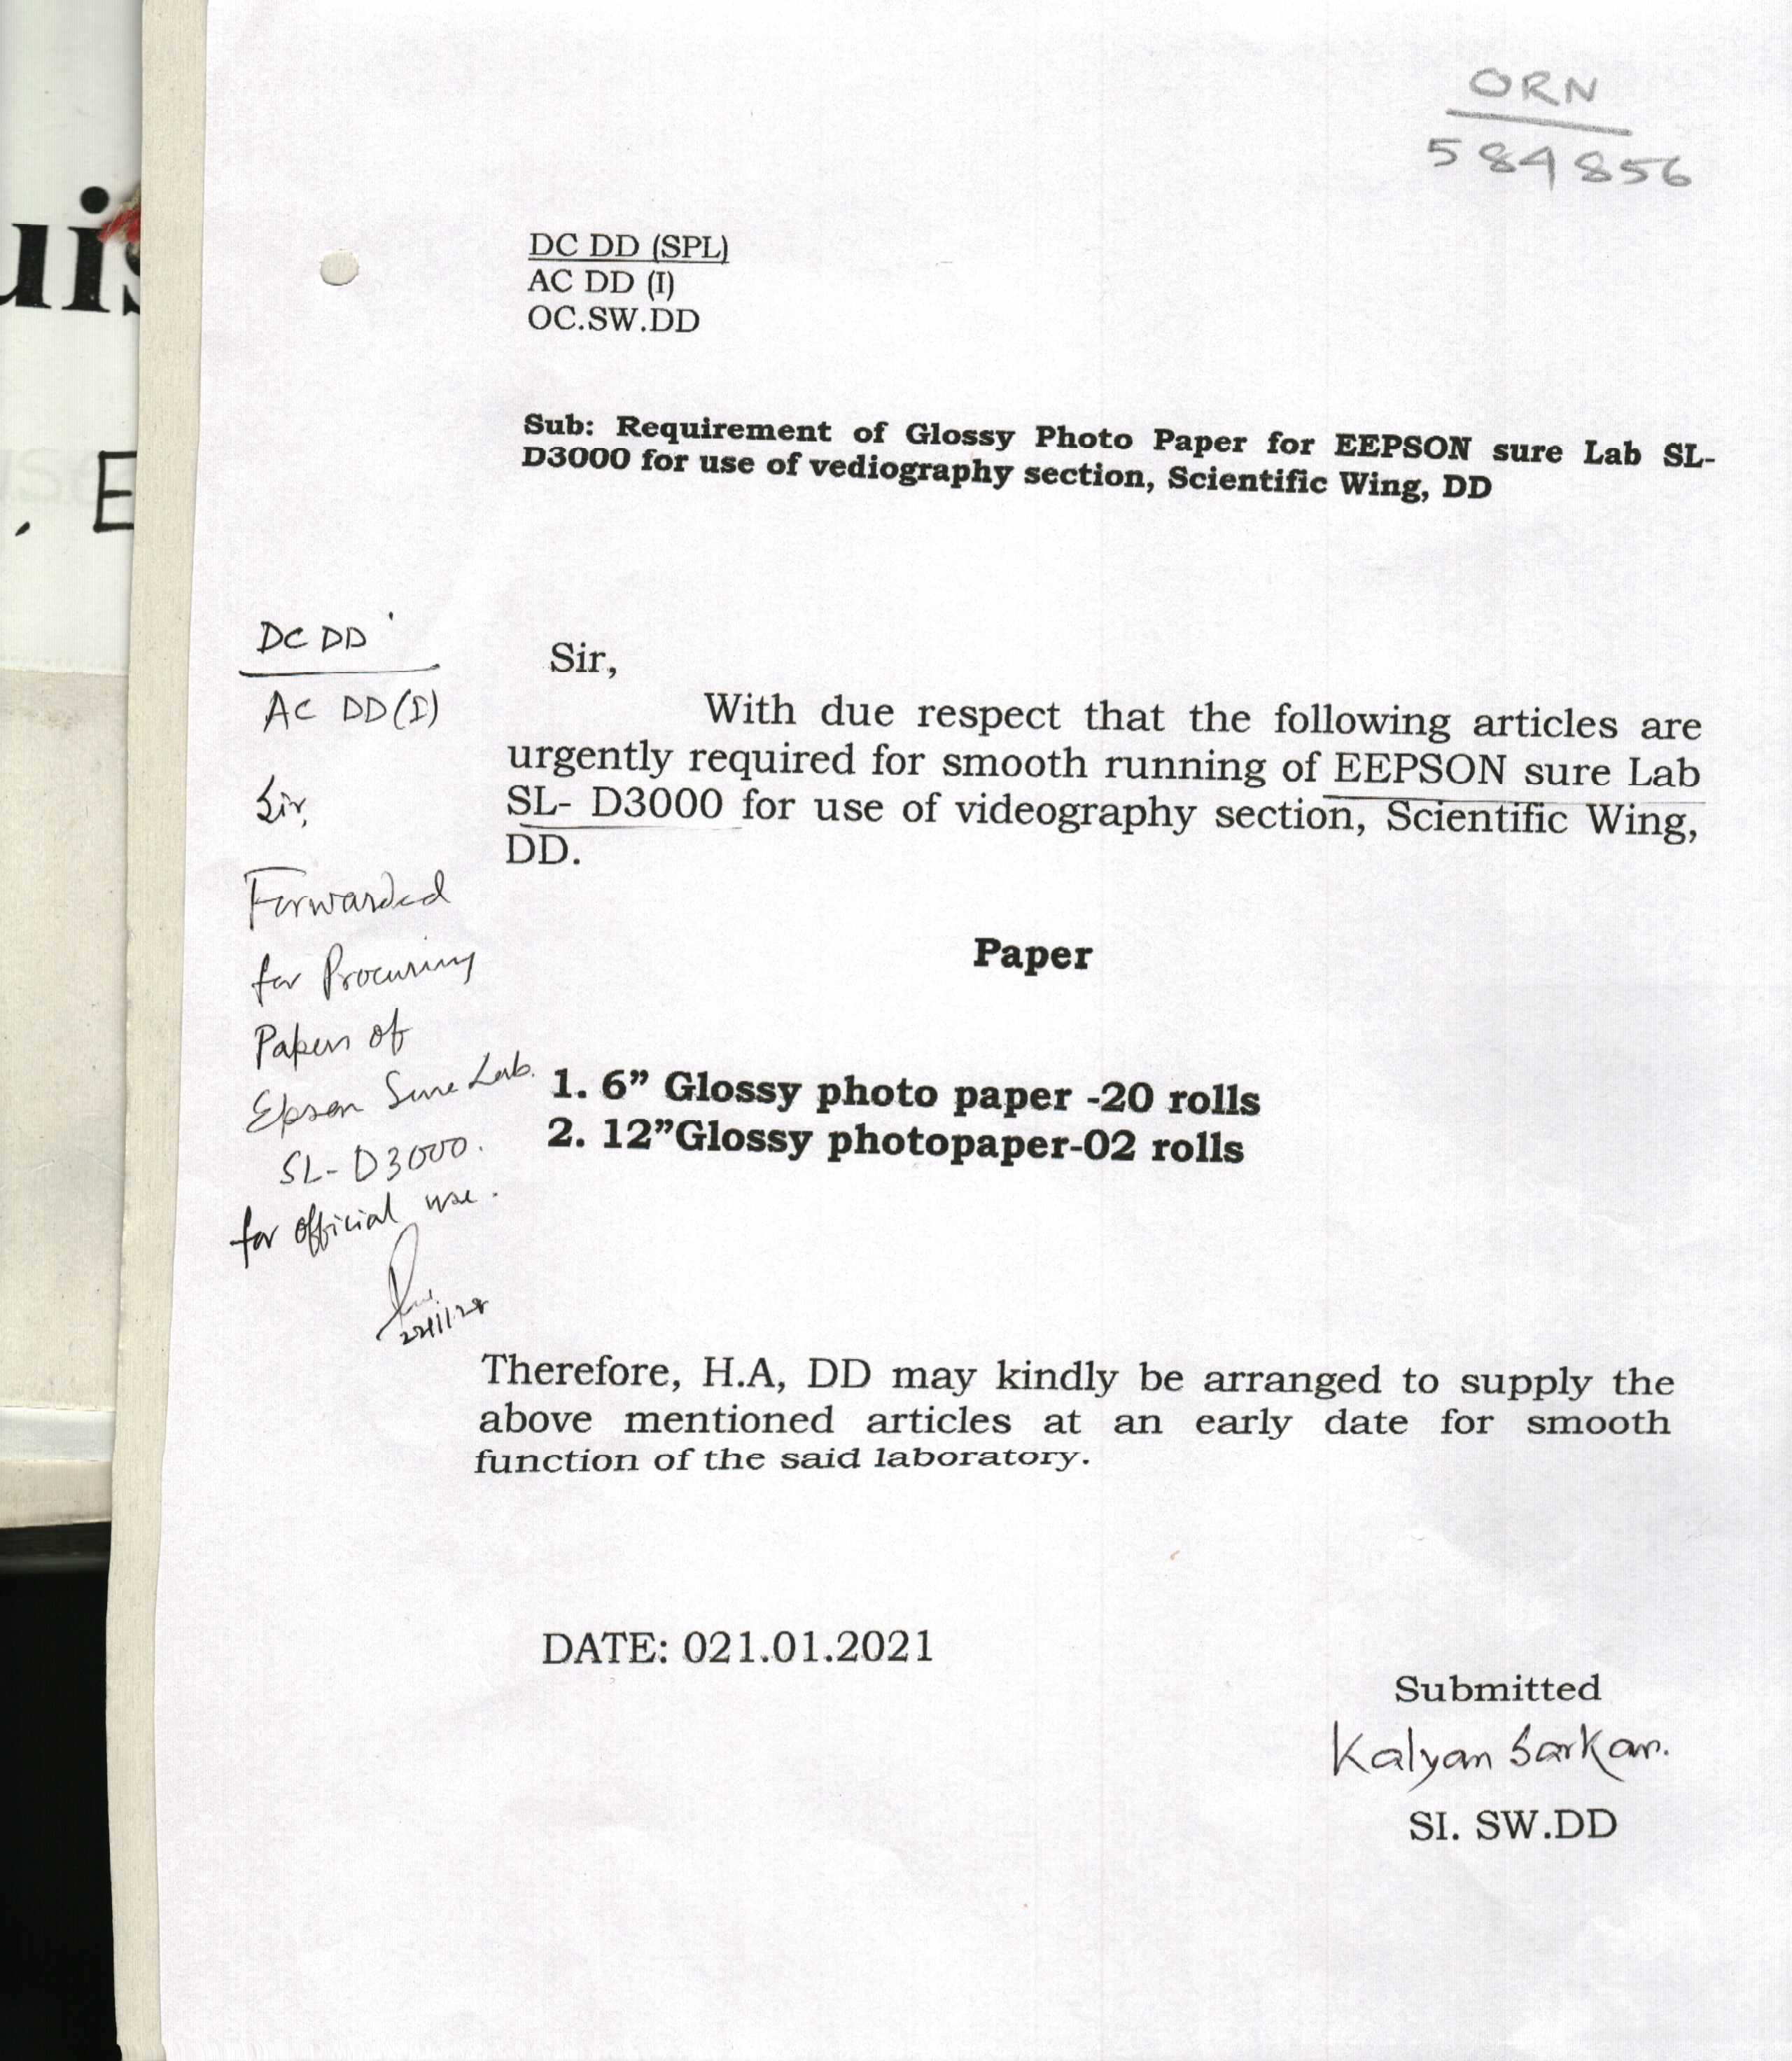 ORN
584856
DC DD (SPL)
AC DD (I)
OC.SW.DD
Sub: Requirement of Glossy Photo Paper for EEPSON sure Lab SL-
D3000 for use of vediography section, Scientific Wing, DD
DC DD
AC DD (I)
Sir,
Forwarded
for Procuring
Papers of
Epson Sure Lab.
SL- D3000.
for official use.
Sir,
With due respect that the following articles are
urgently required for smooth running of EEPSON sure Lab
SL- D3000 for use of videography section, Scientific Wing,
DD.
Paper
1. 6” Glossy photo paper -20 rolls
2. 12”Glossy photopaper-02 rolls
Therefore, H.A, DD may kindly be arranged to supply the
above mentioned articles at an early date for smooth
function of the said laboratory.
DATE: 021.01.2021
Submitted
Kalyan Sarkar.
SI. SW.DD